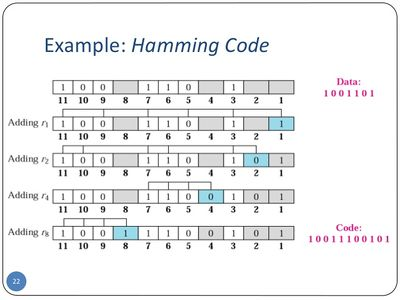 Example: Hamming Code
1 0 0 1 1 0 1
11 10 9 8 7 6 5 4 3 2 1
Data:
1 0 0 1 1 0 1
Adding r1
1 0 0 1 1 0 1 1
11 10 9 8 7 6 5 4 3 2 1
Adding r2
1 0 0 1 1 0 1 0 1
11 10 9 8 7 6 5 4 3 2 1
Adding r4
1 0 0 1 1 0 0 1 0 1
11 10 9 8 7 6 5 4 3 2 1
Adding r8
1 0 0 1 1 1 0 0 1 0 1
11 10 9 8 7 6 5 4 3 2 1
Code:
1 0 0 1 1 1 0 0 1 0 1
22